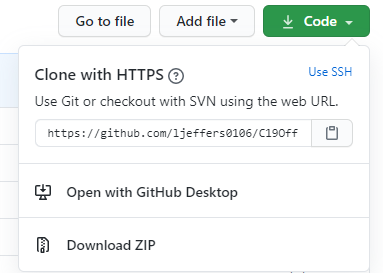 Go to file Add file Code
Clone with HTTPS Use SSH
Use Git or checkout with SVN using the web URL.
https://github.com/ljeffers0106/C19Off
Open with GitHub Desktop
Download ZIP